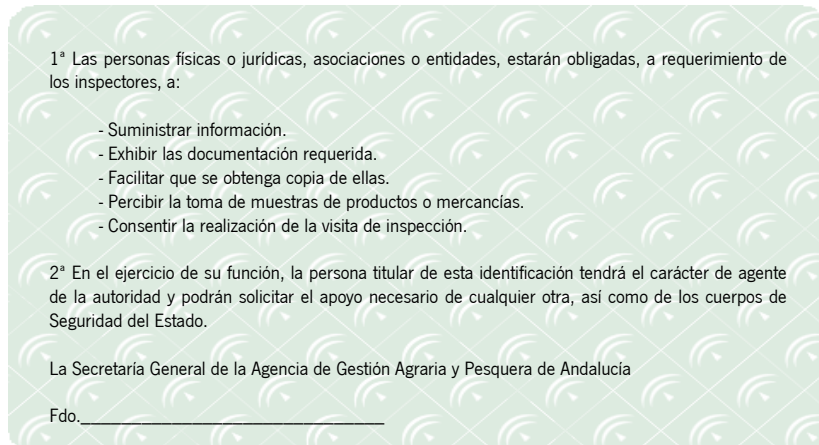 1ª Las personas físicas o jurídicas, asociaciones o entidades, estarán obligadas, a requerimiento de
los inspectores, a:
- Suministrar información.
- Exhibir las documentación requerida.
- Facilitar que se obtenga copia de ellas.
- Percibir la toma de muestras de productos o mercancías.
- Consentir la realización de la visita de inspección.
2ª En el ejercicio de su función, la persona titular de esta identificación tendrá el carácter de agente
de la autoridad y podrán solicitar el apoyo necesario de cualquier otra, así como de los cuerpos de
Seguridad del Estado.
La Secretaría General de la Agencia de Gestión Agraria y Pesquera de Andalucía
Fdo.________________________________